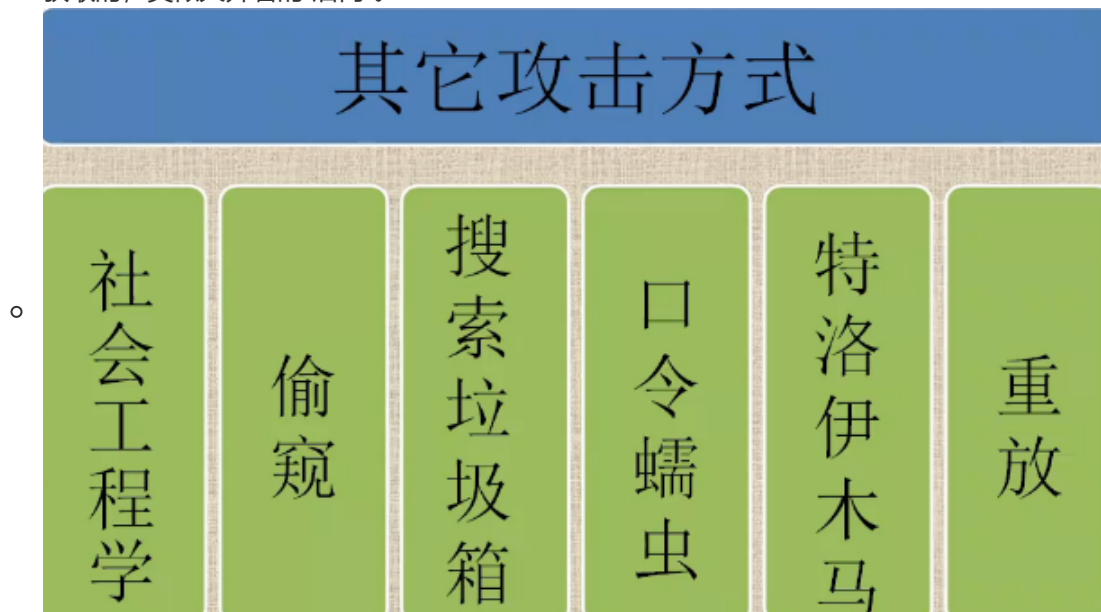 其它攻击方式
社会工程学
偷窥
搜索垃圾箱
口令蠕虫
特洛伊木马
重放